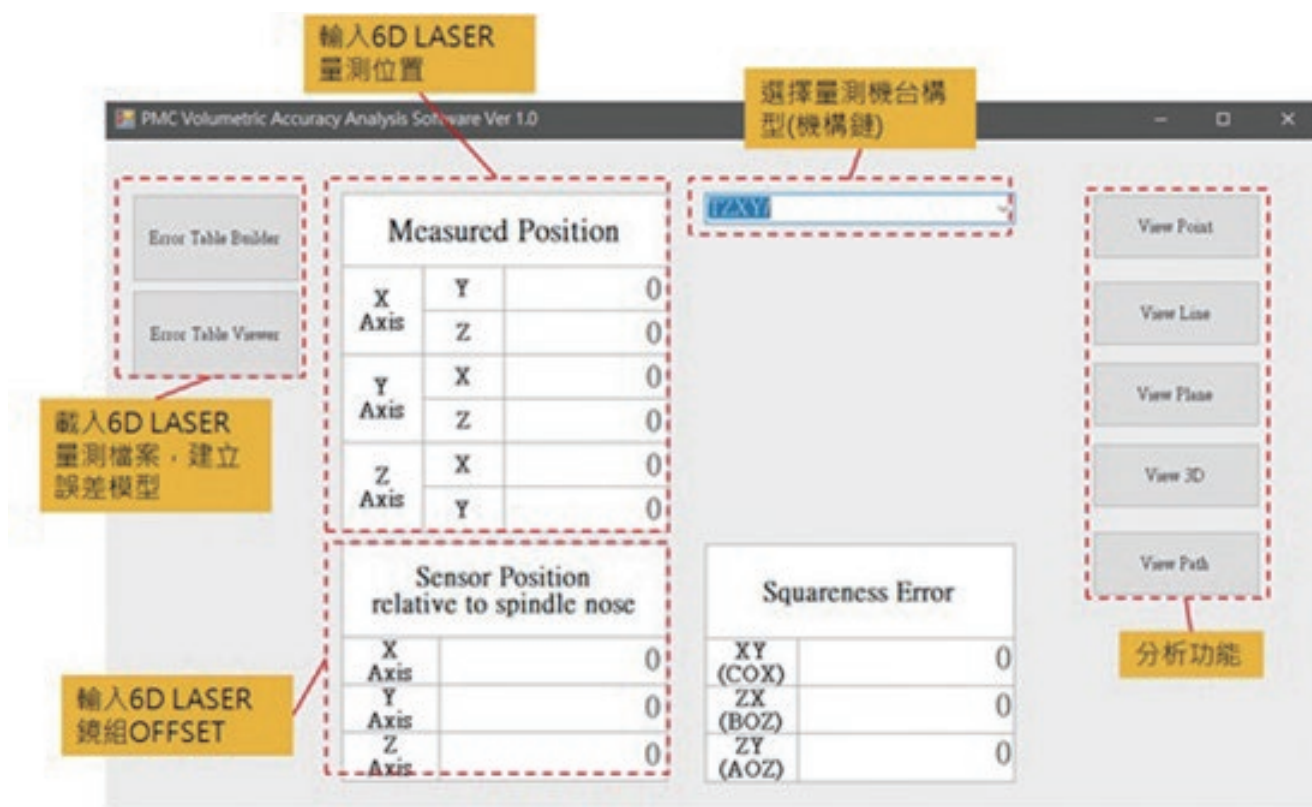 輸入6D LASER
量測位置
選擇量測機台構
型(機構鏈)
PMC Volumetric Accuracy Analysis Software Ver 1.0
Error Table Builder
Error Table Viewer
載入6D LASER
量測檔案，建立
誤差模型
Measured Position
X
Axis
Y
0
Z
0
Y
Axis
X
0
Z
0
Z
Axis
X
0
Y
0
TZXY/
View Point
View Line
View Plane
View 3D
View Path
分析功能
Sensor Position
relative to spindle nose
X
Axis
0
Y
Axis
0
Z
Axis
0
輸入6D LASER
鏡組OFFSET
Squareness Error
XY
(COX)
0
ZX
(BOZ)
0
ZY
(AOZ)
0